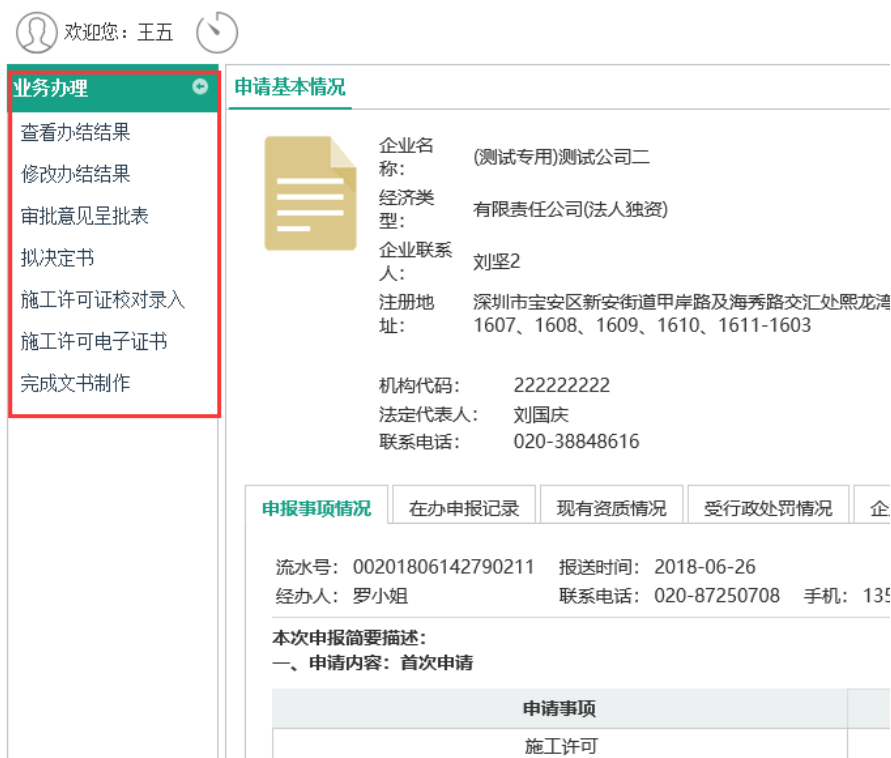 欢迎您：王五
业务办理
查看办结结果
修改办结结果
审批意见呈批表
拟决定书
施工许可证校对录入
施工许可电子证书
完成文书制作
申请基本情况
企业名
称：
(测试专用)测试公司二
经济类
型：
有限责任公司(法人独资)
企业联系
人：
刘坚2
注册地
址：
深圳市宝安区新安街道甲岸路及海秀路交汇处熙龙湾
1607、1608、1609、1610、1611-1603
机构代码： 222222222
法定代表人： 刘国庆
联系电话： 020-38848616
申报事项情况 在办申报记录 现有资质情况 受行政处罚情况 企
流水号： 00201806142790211 报送时间： 2018-06-26
经办人： 罗小姐 联系电话： 020-87250708 手机： 135
本次申报简要描述：
一、申请内容：首次申请
申请事项
施工许可